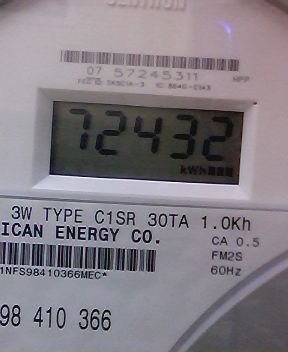 CENTRON
07 57245311
72432
kWh
3W TYPE C1SR 30TA 1.0Kh
ICAN ENERGY CO.
CA 0.5
FM2S
60Hz
1NFS98410366MEC*
98 410 366